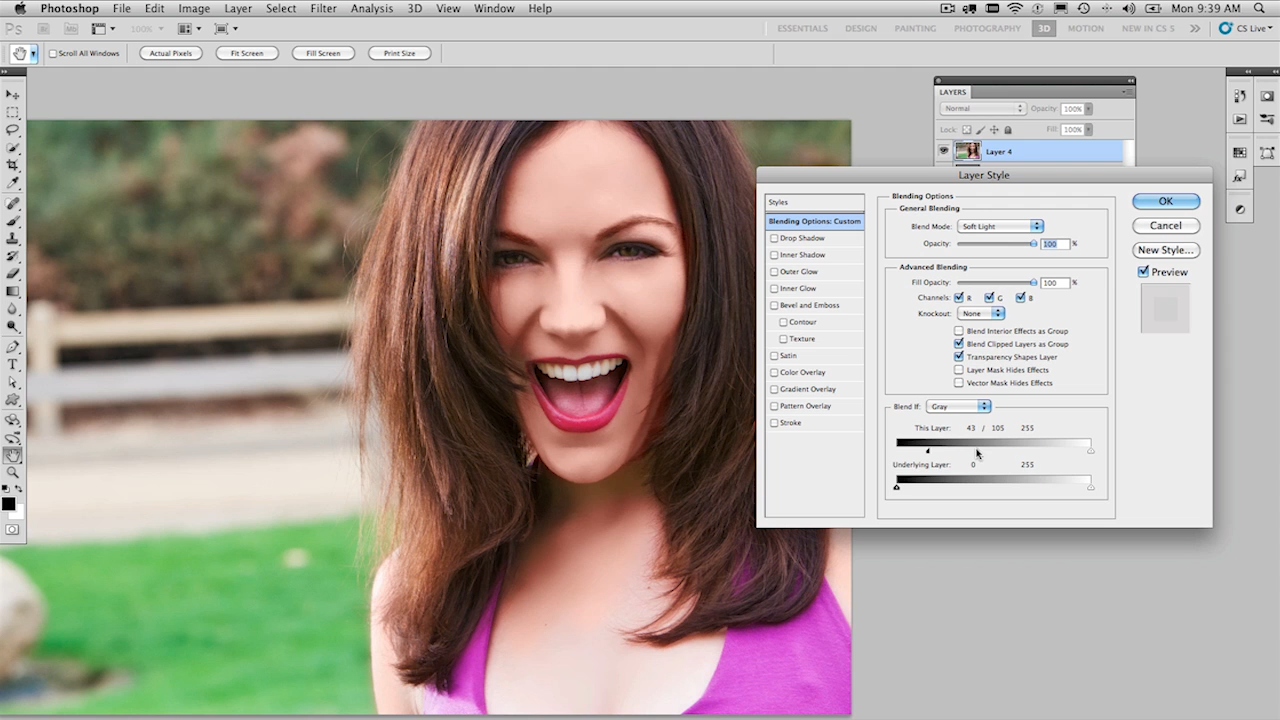 Photoshop File Edit Image Layer Select Filter Analysis 3D View Window Help Mon 9:39 AM
Ps Br Mb 100% ESSENTIALS DESIGN PAINTING PHOTOGRAPHY 3D MOTION NEW IN CS 5 CS Live
Scroll All Windows Actual Pixels Fit Screen Fill Screen Print Size
LAYERS
Normal Opacity: 100%
Lock: Fill: 100%
Layer 4
Layer Style
Styles
Blending Options: Custom
Drop Shadow
Inner Shadow
Outer Glow
Inner Glow
Bevel and Emboss
Contour
Texture
Satin
Color Overlay
Gradient Overlay
Pattern Overlay
Stroke
Blending Options
General Blending
Blend Mode: Soft Light
Opacity: 100 %
Advanced Blending
Fill Opacity: 100 %
Channels: R G B
Knockout: None
Blend Interior Effects as Group
Blend Clipped Layers as Group
Transparency Shapes Layer
Layer Mask Hides Effects
Vector Mask Hides Effects
Blend If: Gray
This Layer: 43 / 105 255
Underlying Layer: 0 255
OK
Cancel
New Style...
Preview